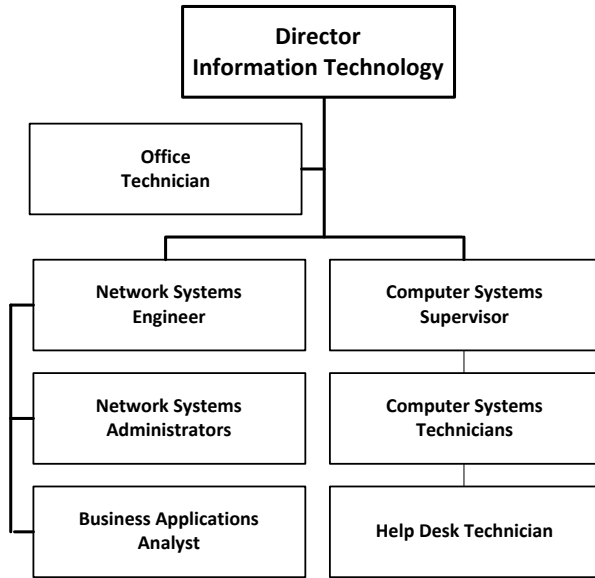 Director
Information Technology
Office
Technician
Network Systems
Engineer
Computer Systems
Supervisor
Network Systems
Administrators
Computer Systems
Technicians
Business Applications
Analyst
Help Desk Technician